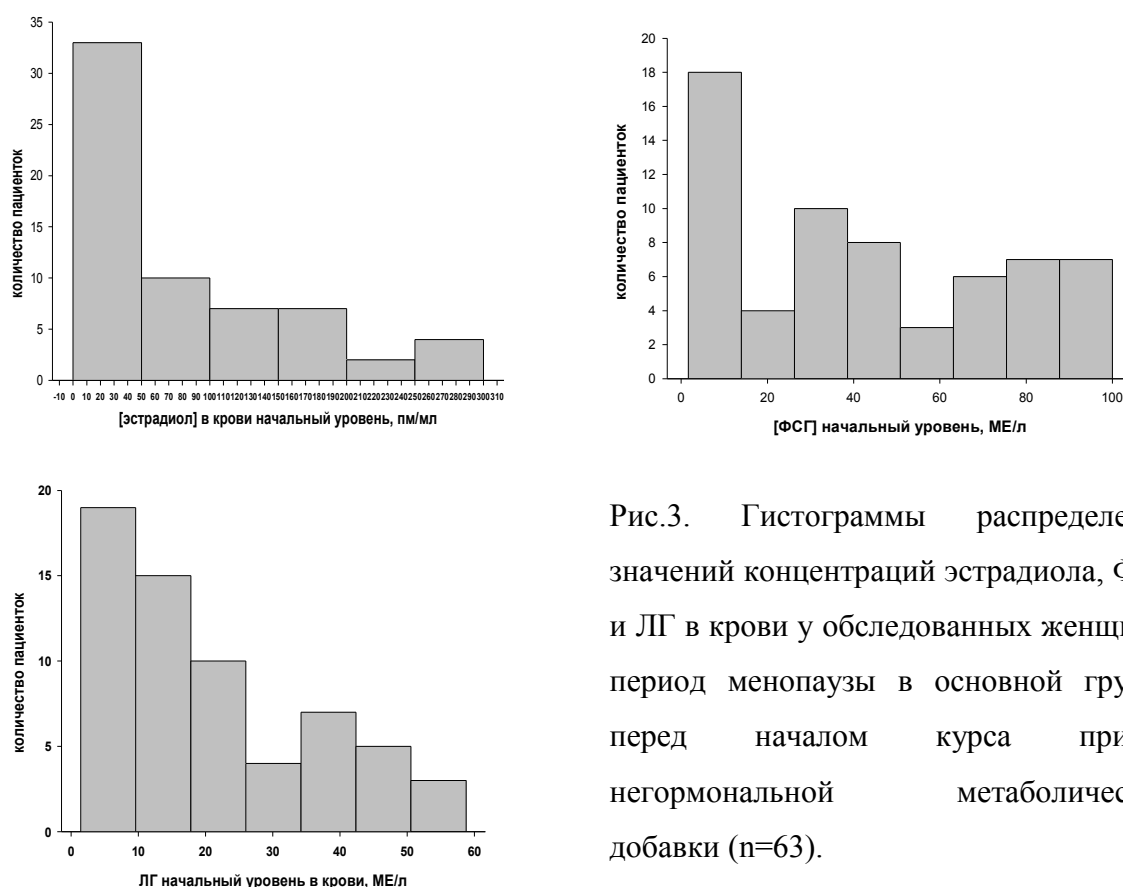 35
30
25
20
15
10
5
0
количество пациенток
-10 0 10 20 30 40 50 60 70 80 90 100 110 120 130 140 150 160 170 180 190 200 210 220 230 240 250 260 270 280 290 300 310
[эстрадиол] в крови начальный уровень, пм/мл
20
18
16
14
12
10
8
6
4
2
0
количество пациенток
0 20 40 60 80 100
[ФСГ] начальный уровень, МЕ/л
20
15
10
5
0
количество пациенток
0 10 20 30 40 50 60
ЛГ начальный уровень в крови, МЕ/л
Рис.3. Гистограммы
значений концентраций эстрадиола,
и ЛГ в крови у обследованных
период менопаузы в основной
перед началом курса
негормональной
добавки (n=63).